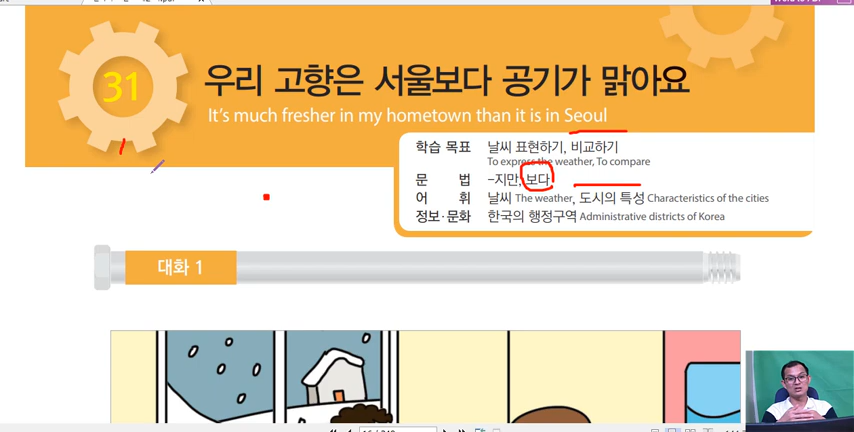 31
우리 고향은 서울보다 공기가 맑아요
It's much fresher in my hometown than it is in Seoul
학습 목표 날씨 표현하기, 비교하기
To express the weather, To compare
문 법 -지만, 보다
어 휘 날씨 The weather, 도시의 특성 Characteristics of the cities
정보·문화 한국의 행정구역 Administrative districts of Korea
대화 1